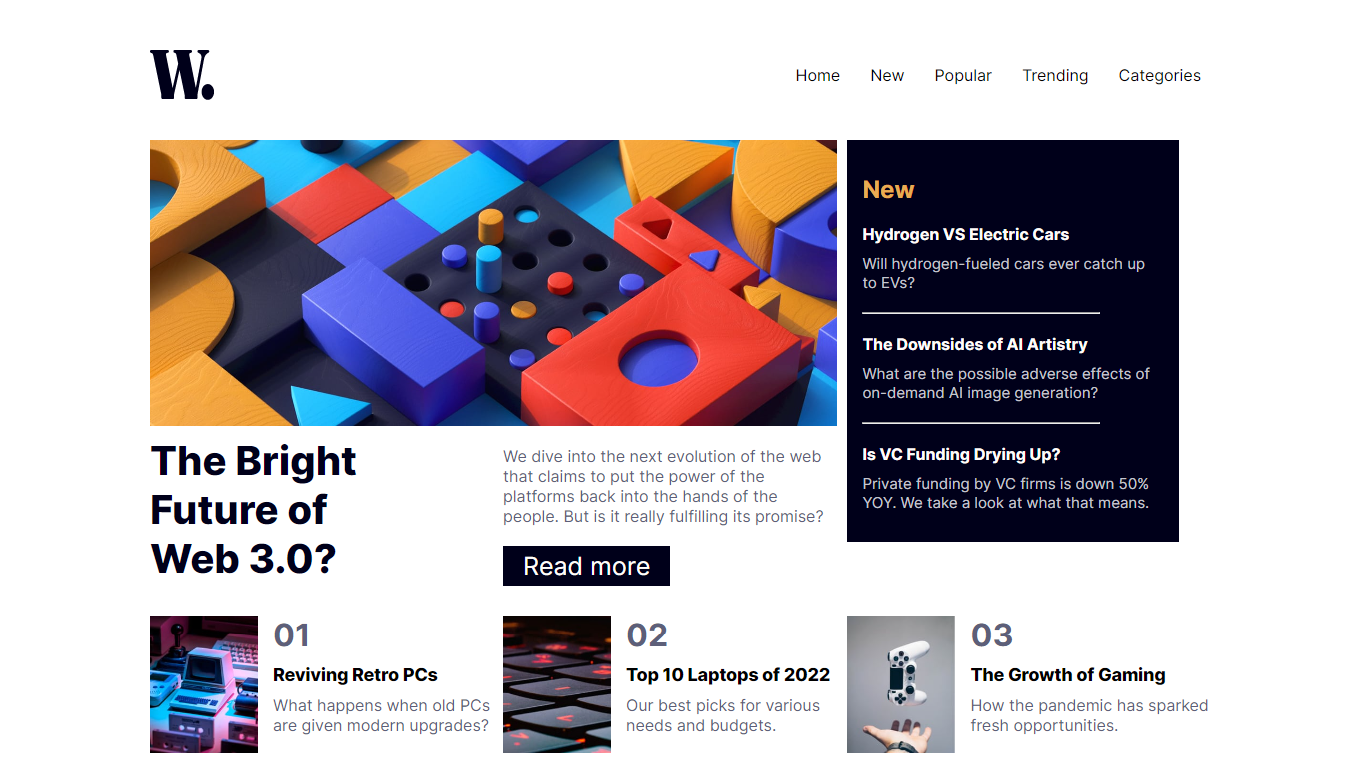 W.
Home New Popular Trending Categories
New
Hydrogen VS Electric Cars
Will hydrogen-fueled cars ever catch up
to EVs?
The Downsides of AI Artistry
What are the possible adverse effects of
on-demand AI image generation?
Is VC Funding Drying Up?
Private funding by VC firms is down 50%
YOY. We take a look at what that means.
The Bright
Future of
Web 3.0?
We dive into the next evolution of the web
that claims to put the power of the
platforms back into the hands of the
people. But is it really fulfilling its promise?
Read more
01
Reviving Retro PCs
What happens when old PCs
are given modern upgrades?
02
Top 10 Laptops of 2022
Our best picks for various
needs and budgets.
03
The Growth of Gaming
How the pandemic has sparked
fresh opportunities.